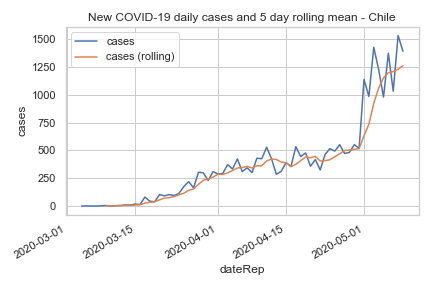 New COVID-19 daily cases and 5 day rolling mean - Chile
cases
cases (rolling)
1500
1250
1000
750
500
250
0
cases
2020-03-01
2020-03-15
2020-04-01
2020-04-15
2020-05-01
dateRep